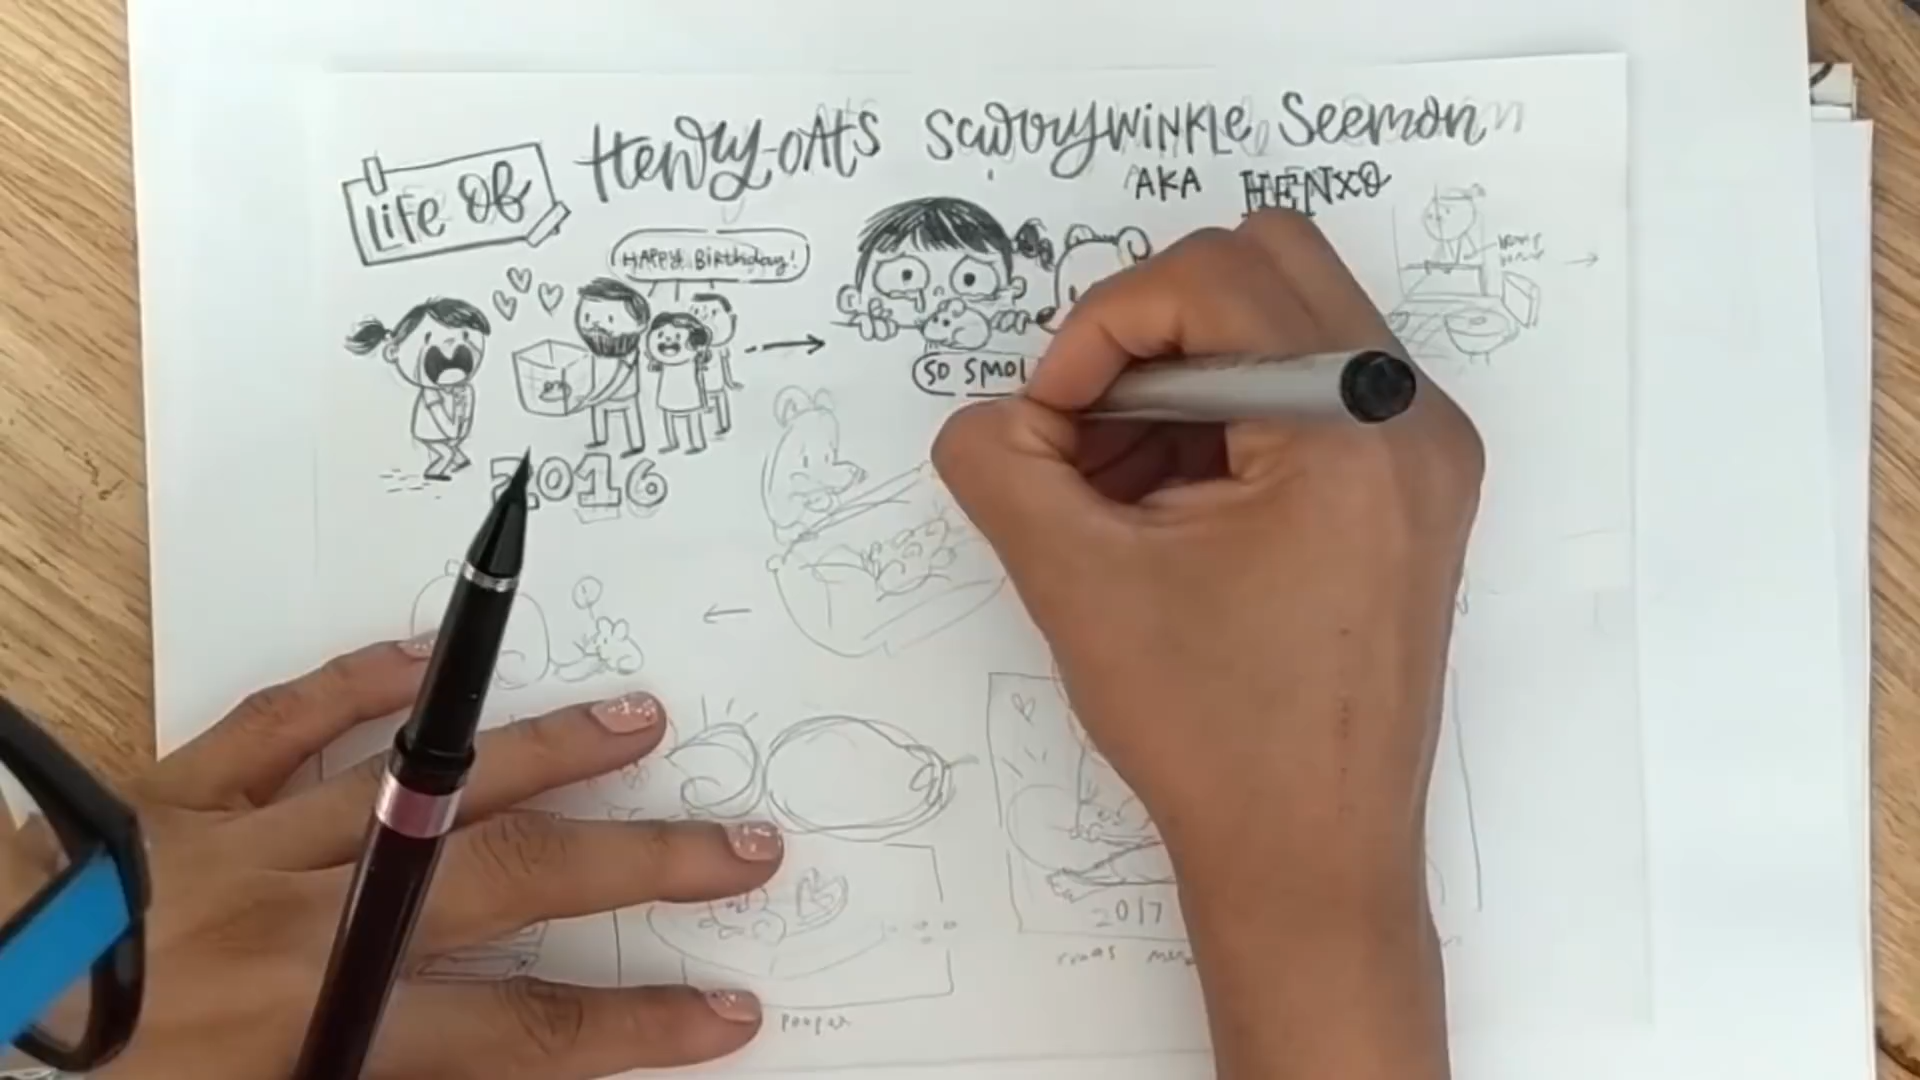 LiFE OF Henry-OAtS ScurrywiNKlE Seemon
AKA HENXO
HAPPY Birthday!
SO SMOL
2016
2017